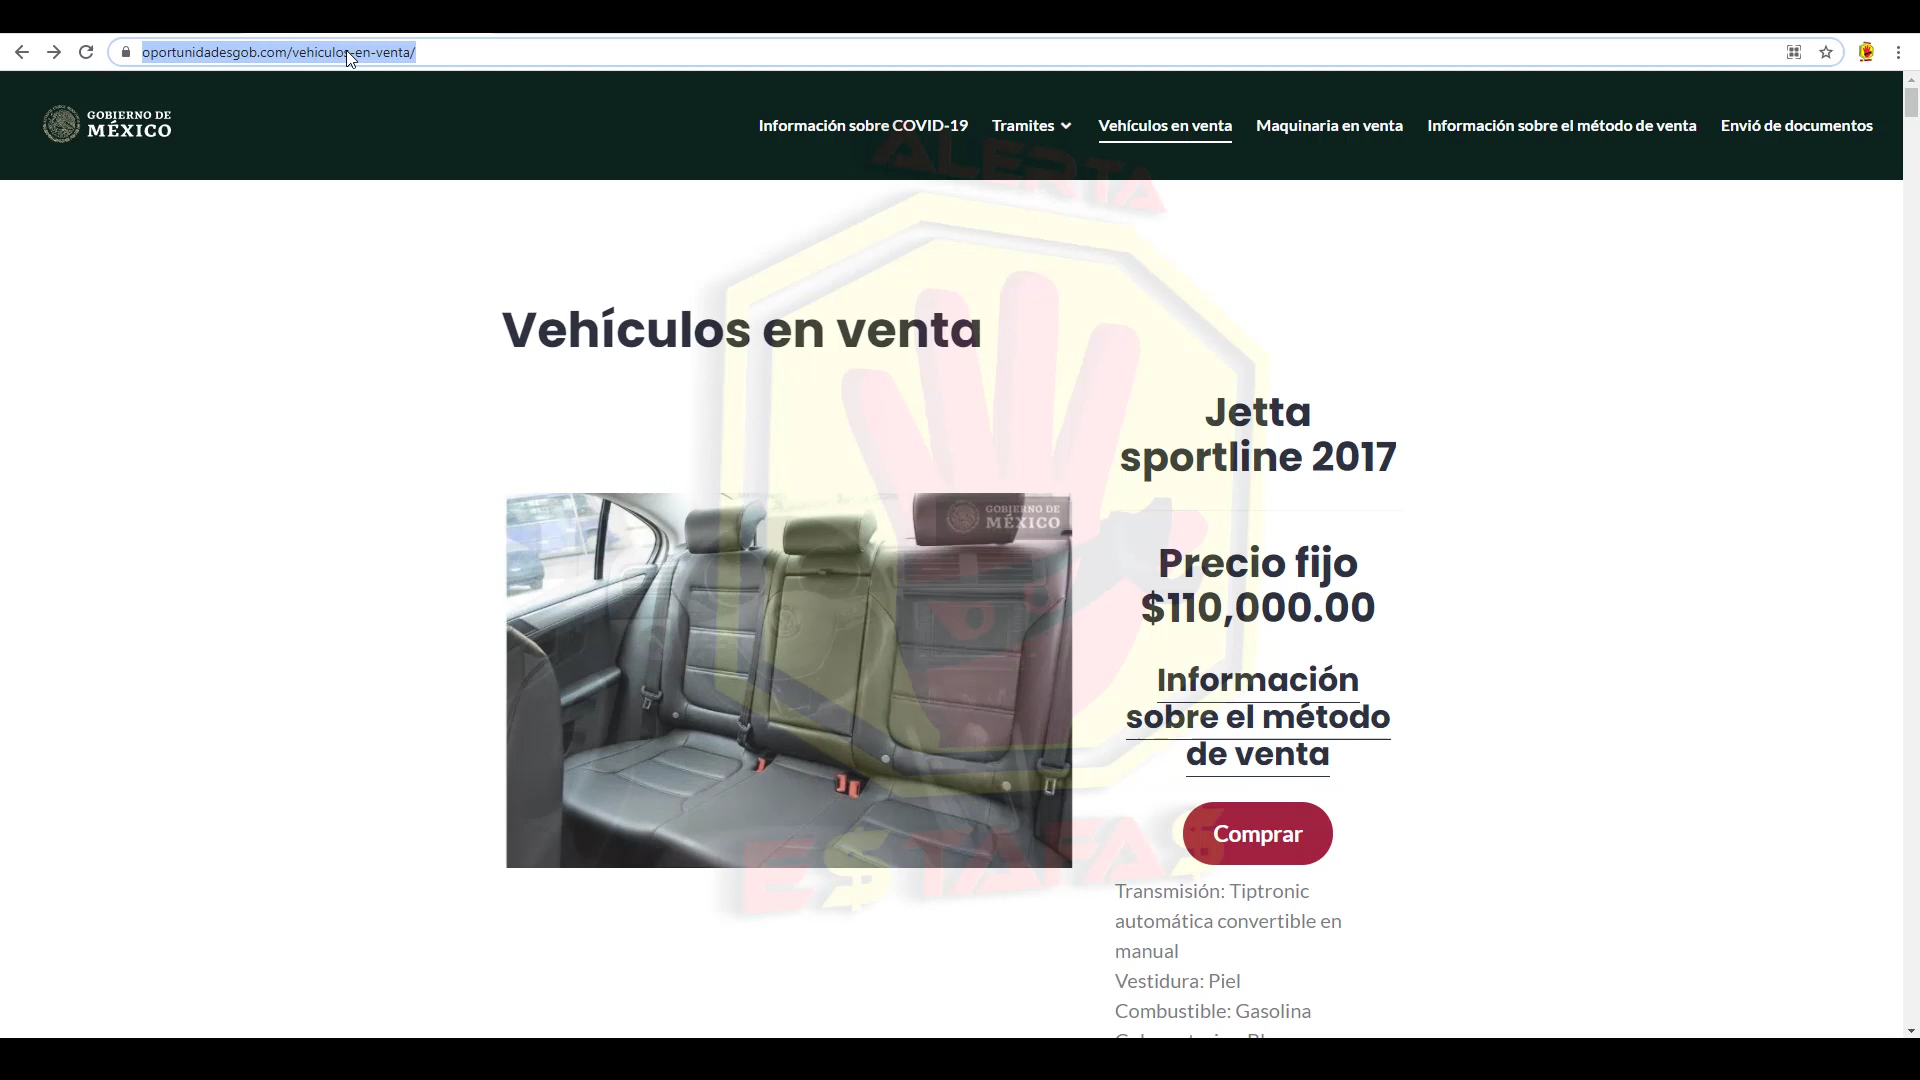 oportunidadesgob.com/vehiculos-en-venta/
GOBIERNO DE
MÉXICO
Información sobre COVID-19
Tramites
Vehículos en venta
Maquinaria en venta
Información sobre el método de venta
Envió de documentos
ALERTA
Vehículos en venta
Jetta
sportline 2017
GOBIERNO DE
MÉXICO
Precio fijo
$110,000.00
Información
sobre el método
de venta
Comprar
E$TAFA$
Transmisión: Tiptronic
automática convertible en
manual
Vestidura: Piel
Combustible: Gasolina